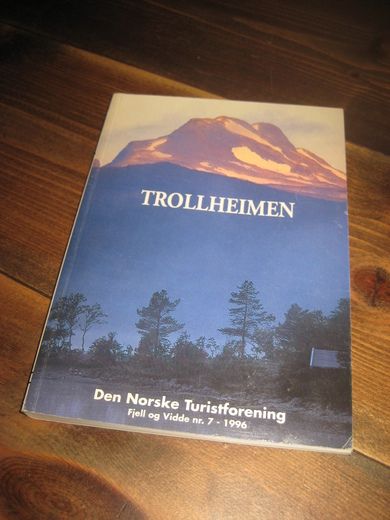 TROLLHEIMEN
Den Norske Turistforening
Fjell og Vidde nr. 7 - 1996